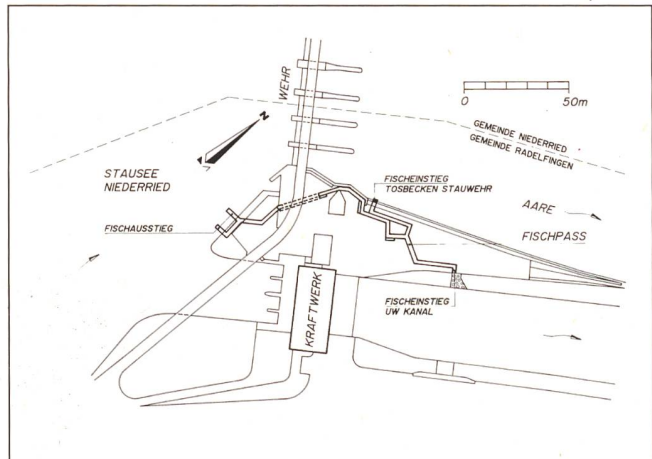 WEHR
N
0 50m
GEMEINDE NIEDERRIED
GEMEINDE RADELFINGEN
STAUSEE
NIEDERRIED
FISCHEINSTIEG
TOSBECKEN STAUWEHR
AARE
FISCHAUSSTIEG
FISCHPASS
KRAFTWERK
FISCHEINSTIEG
UW KANAL